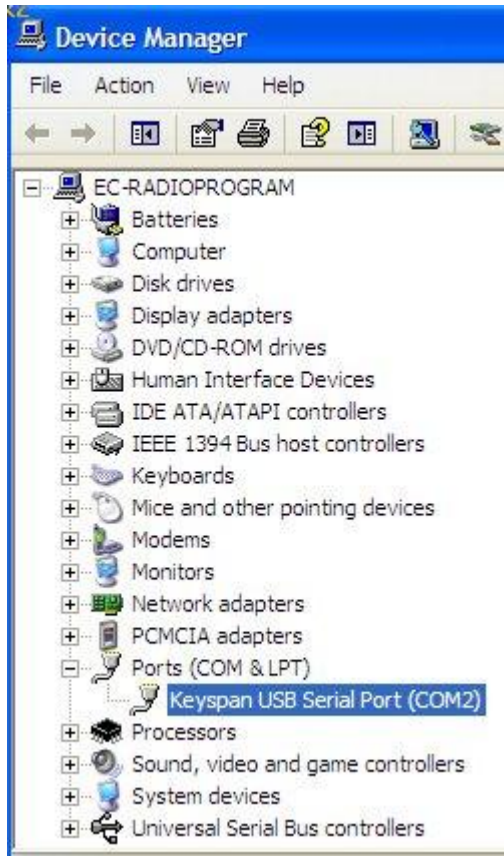 Device Manager
File Action View Help
EC-RADIOPROGRAM
Batteries
Computer
Disk drives
Display adapters
DVD/CD-ROM drives
Human Interface Devices
IDE ATA/ATAPI controllers
IEEE 1394 Bus host controllers
Keyboards
Mice and other pointing devices
Modems
Monitors
Network adapters
PCMCIA adapters
Ports (COM & LPT)
Keyspan USB Serial Port (COM2)
Processors
Sound, video and game controllers
System devices
Universal Serial Bus controllers